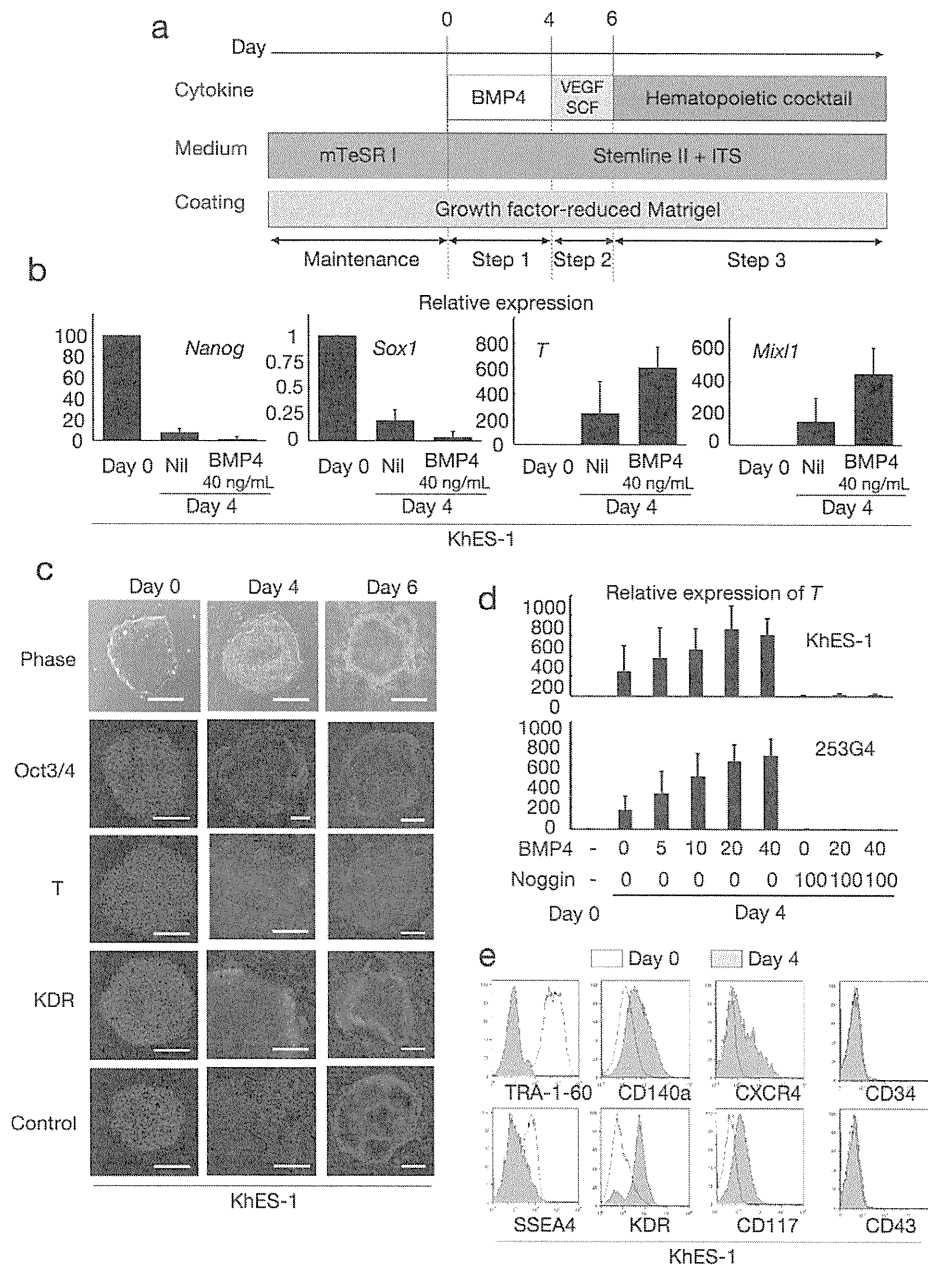 a
0 4 6
Day
Cytokine
BMP4
VEGF
SCF
Hematopoietic cocktail
Medium
mTeSR I
Stemline II + ITS
Coating
Growth factor-reduced Matrigel
Maintenance Step 1 Step 2 Step 3
b
Relative expression
100
80
60
40
20
0
Nanog
Day 0 Nil BMP4
40 ng/mL
Day 4
1
0.75
0.5
0.25
0
Sox1
Day 0 Nil BMP4
40 ng/mL
Day 4
800
600
400
200
0
T
Day 0 Nil BMP4
40 ng/mL
Day 4
600
400
200
0
Mixl1
Day 0 Nil BMP4
40 ng/mL
Day 4
KhES-1
c
Day 0 Day 4 Day 6
Phase
Oct3/4
T
KDR
Control
KhES-1
d
Relative expression of T
1000
800
600
400
200
0
KhES-1
1000
800
600
400
200
0
253G4
BMP4 - 0 5 10 20 40 0 20 40
Noggin - 0 0 0 0 0 100 100 100
Day 0 Day 4
e
Day 0 Day 4
TRA-1-60 CD140a CXCR4 CD34
SSEA4 KDR CD117 CD43
KhES-1